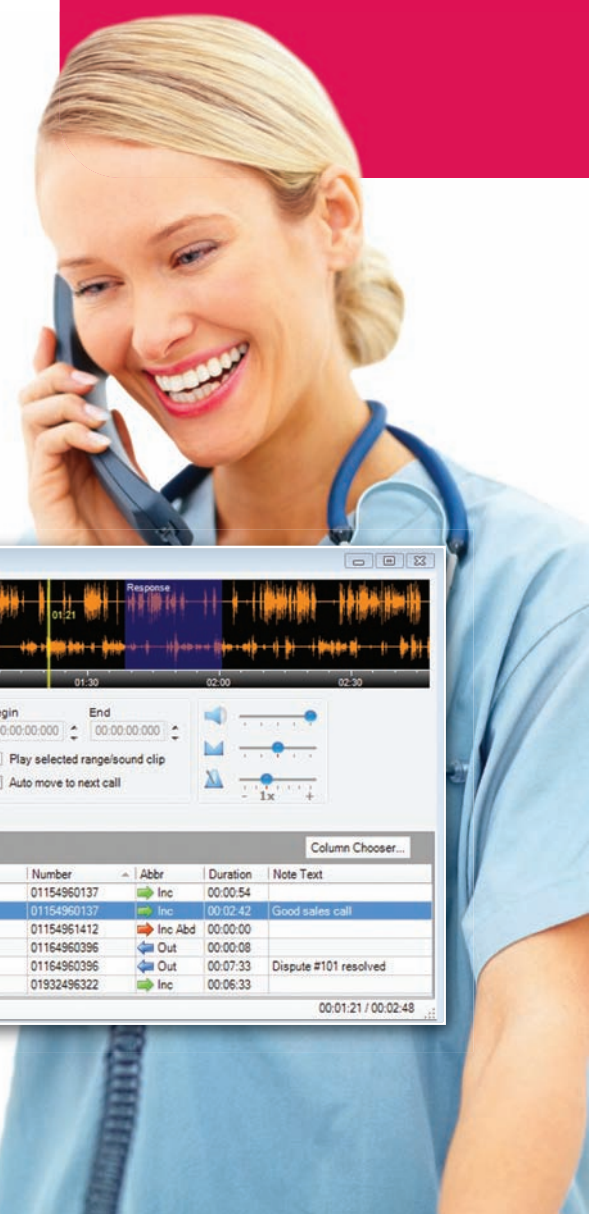 Response
01:21
01:30 02:00 02:30
End
00:00:00:000 00:00:00:000
Play selected range/sound clip
Auto move to next call
- 1x +
Column Chooser...
Number Abbr Duration Note Text
01154960137 Inc 00:00:54
01154960137 Inc 00:02:42 Good sales call
01154961412 Inc Abd 00:00:00
01164960396 Out 00:00:08
01164960396 Out 00:07:33 Dispute #101 resolved
01932496322 Inc 00:06:33
00:01:21 / 00:02:48